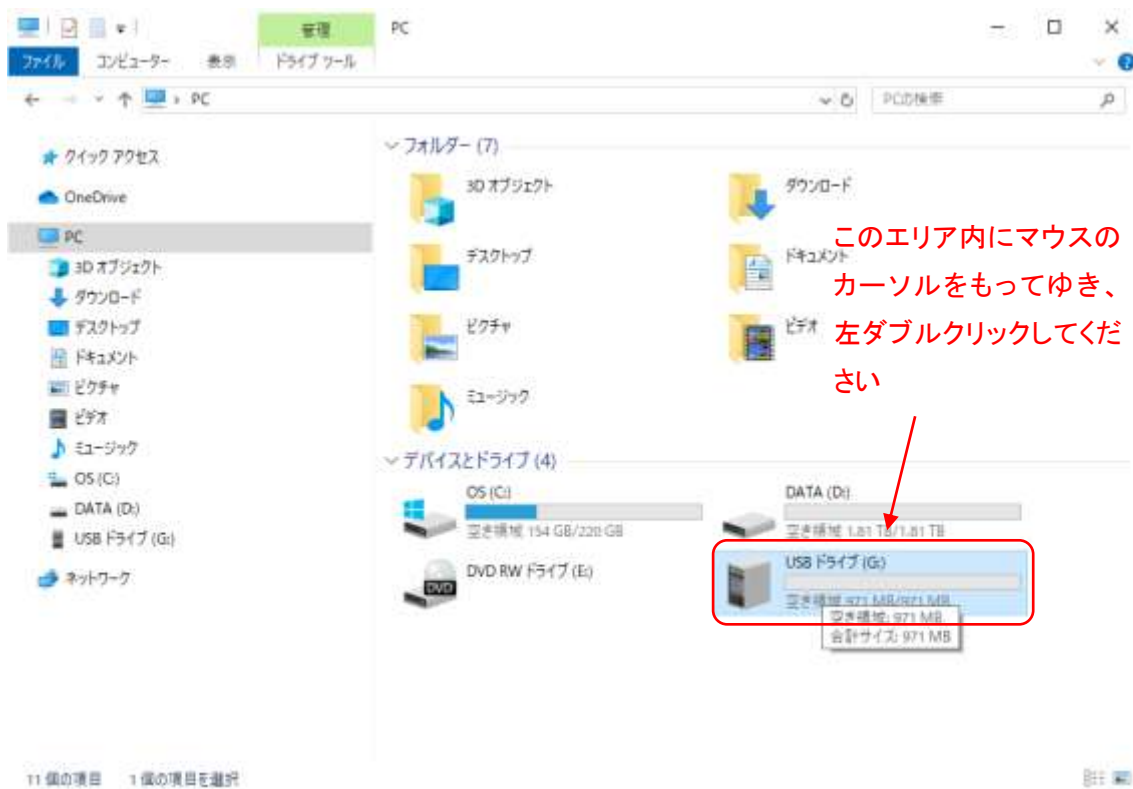 管理
PC
ファイル
コンピューター
表示
ドライブ ツール
PC
PCの検索
クイック アクセス
OneDrive
PC
3D オブジェクト
ダウンロード
デスクトップ
ドキュメント
ピクチャ
ビデオ
ミュージック
OS (C:)
DATA (D:)
USB ドライブ (G:)
ネットワーク
フォルダー (7)
3D オブジェクト
ダウンロード
デスクトップ
ドキュメント
ピクチャ
ビデオ
ミュージック
このエリア内にマウスの
カーソルをもってゆき、
左ダブルクリックしてくだ
さい
デバイスとドライブ (4)
OS (C:)
空き領域 154 GB/220 GB
DATA (D:)
空き領域 1.81 TB/1.81 TB
DVD RW ドライブ (E:)
DVD
USB ドライブ (G:)
空き領域 971 MB/971 MB
空き領域: 971 MB
合計サイズ: 971 MB
11 個の項目
1 個の項目を選択